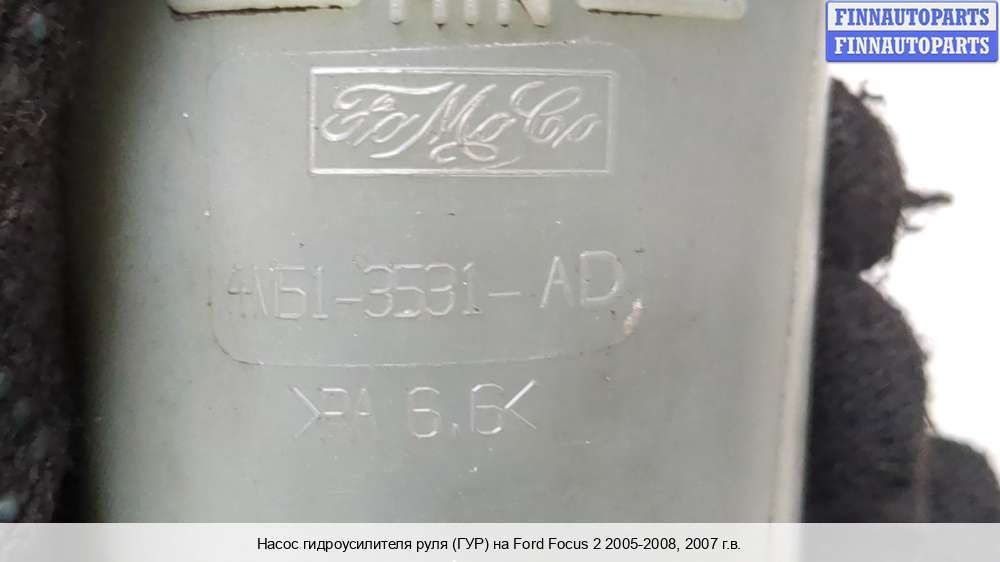 FINNAUTOPARTS
FINNAUTOPARTS
FoMoCo
4N51-3531-AD
>PA 6.6<
Насос гидроусилителя руля (ГУР) на Ford Focus 2 2005-2008, 2007 г.в.